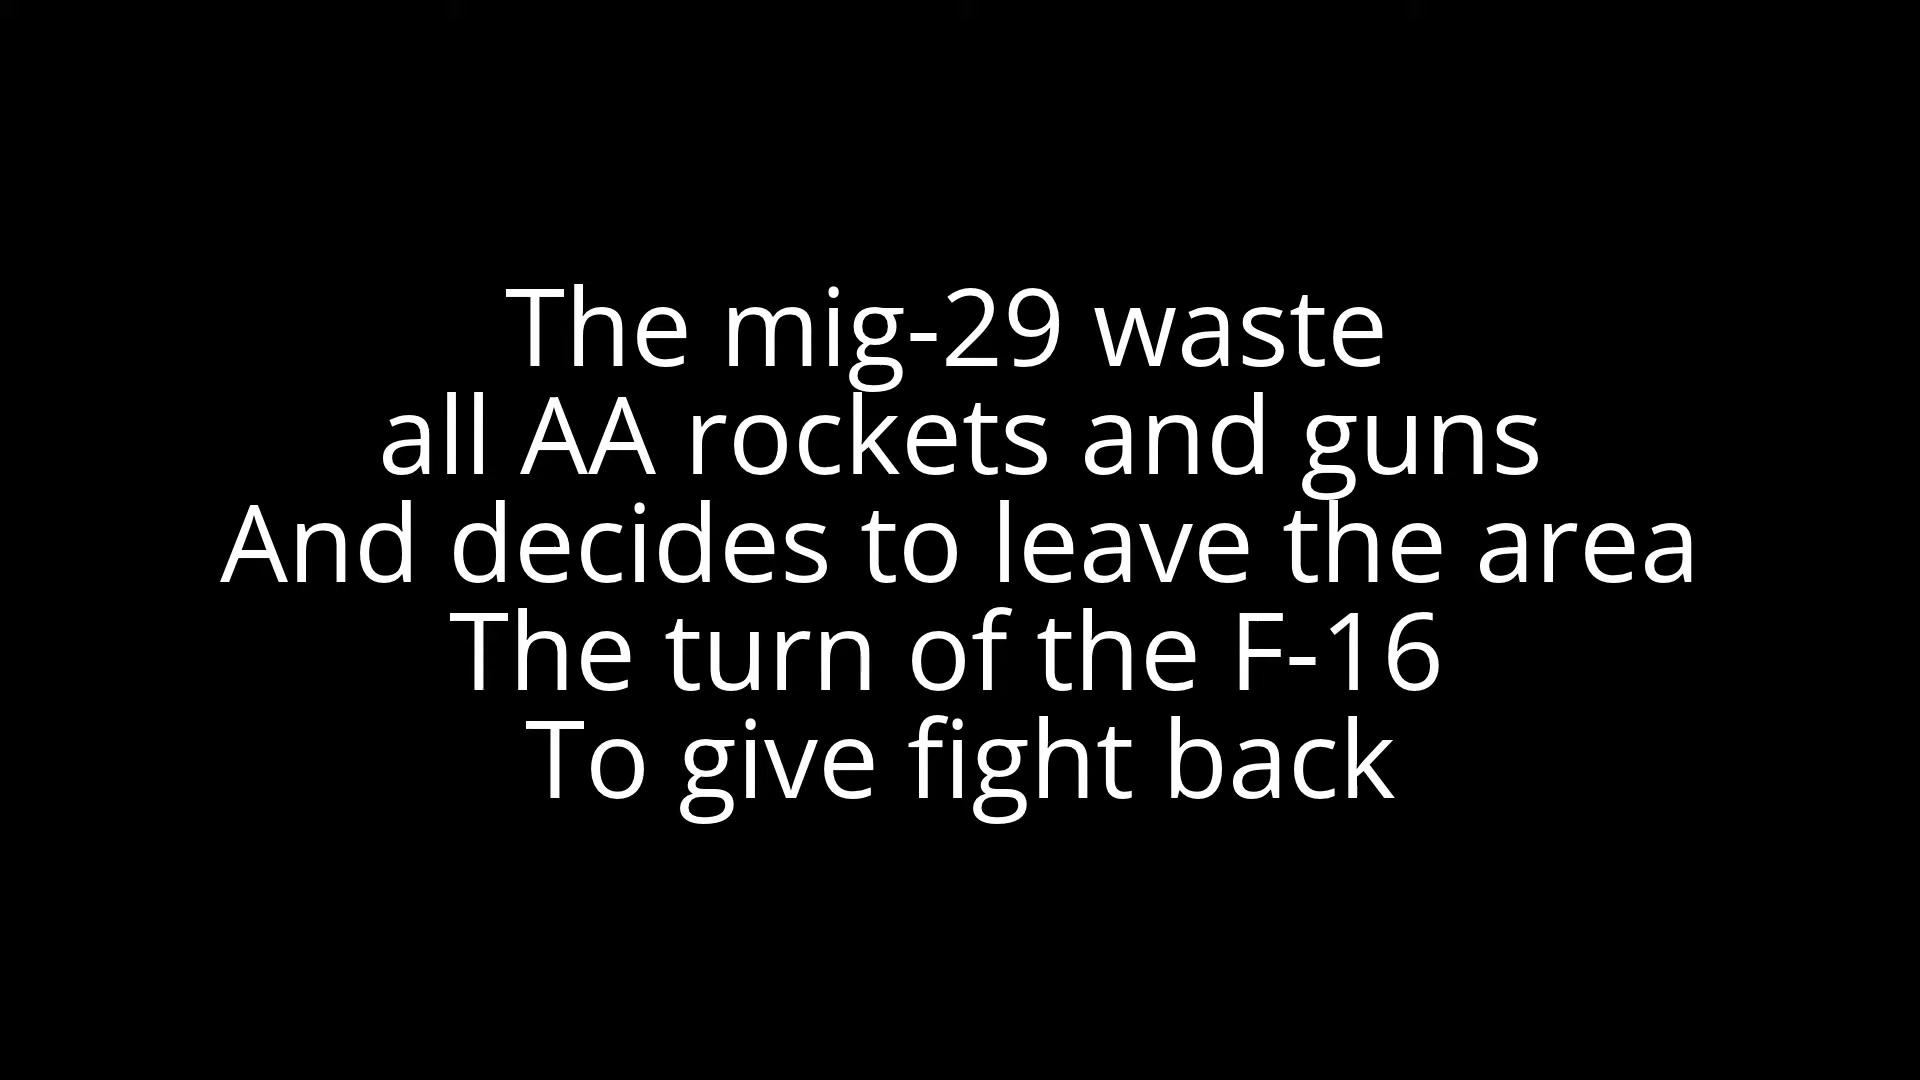 The mig-29 waste
all AA rockets and guns
And decides to leave the area
The turn of the F-16
To give fight back